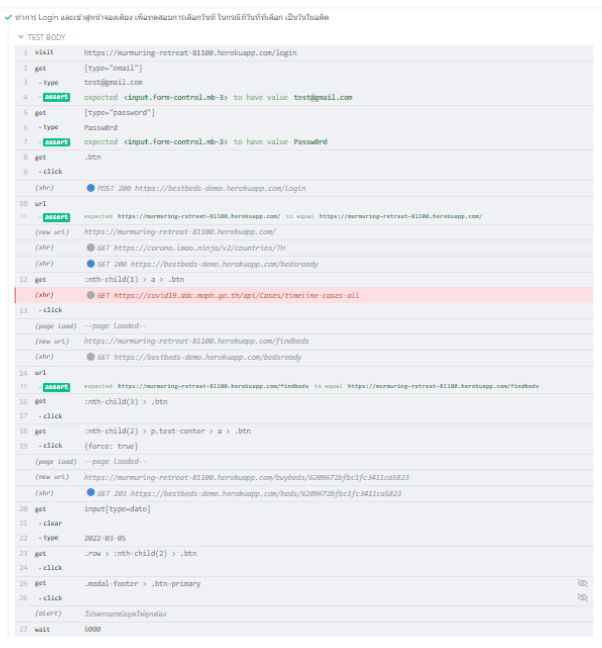 ✓ ทำการ Login และเข้าสู่หน้าจองเตียง เพื่อทดสอบการเลือกวันที่ ในกรณีที่วันที่ที่เลือก เป็นวันในอดีต
TEST BODY
1 visit https://murmuring-retreat-81100.herokuapp.com/login
2 get [type="email"]
3 -type test@gmail.com
4 -assert expected <input.form-control.mb-3> to have value test@gmail.com
5 get [type="password"]
6 -type Passw0rd
7 -assert expected <input.form-control.mb-3> to have value Passw0rd
8 get .btn
9 -click
(xhr) POST 200 https://bestbeds-demo.herokuapp.com/login
10 url
11 -assert expected https://murmuring-retreat-81100.herokuapp.com/ to equal https://murmuring-retreat-81100.herokuapp.com/
(new url) https://murmuring-retreat-81100.herokuapp.com/
(xhr) GET https://corona.lmao.ninja/v2/countries/TH
(xhr) GET 200 https://bestbeds-demo.herokuapp.com/bedsready
12 get :nth-child(1) > a > .btn
(xhr) GET https://covid19.ddc.moph.go.th/api/Cases/timeline-cases-all
13 -click
(page load) --page loaded--
(new url) https://murmuring-retreat-81100.herokuapp.com/findbeds
(xhr) GET https://bestbeds-demo.herokuapp.com/bedsready
14 url
15 -assert expected https://murmuring-retreat-81100.herokuapp.com/findbeds to equal https://murmuring-retreat-81100.herokuapp.com/findbeds
16 get :nth-child(3) > .btn
17 -click
18 get :nth-child(2) > p.text-center > a > .btn
19 -click {force: true}
(page load) --page loaded--
(new url) https://murmuring-retreat-81100.herokuapp.com/buybeds/6209672bfbc1fc3411ca5823
(xhr) GET 203 https://bestbeds-demo.herokuapp.com/beds/6209672bfbc1fc3411ca5823
20 get input[type=date]
21 -clear
22 -type 2022-03-05
23 get .row > :nth-child(2) > .btn
24 -click
25 get .modal-footer > .btn-primary
26 -click
(alert) โปรดกรอกข้อมูลให้ถูกต้อง
27 wait 5000